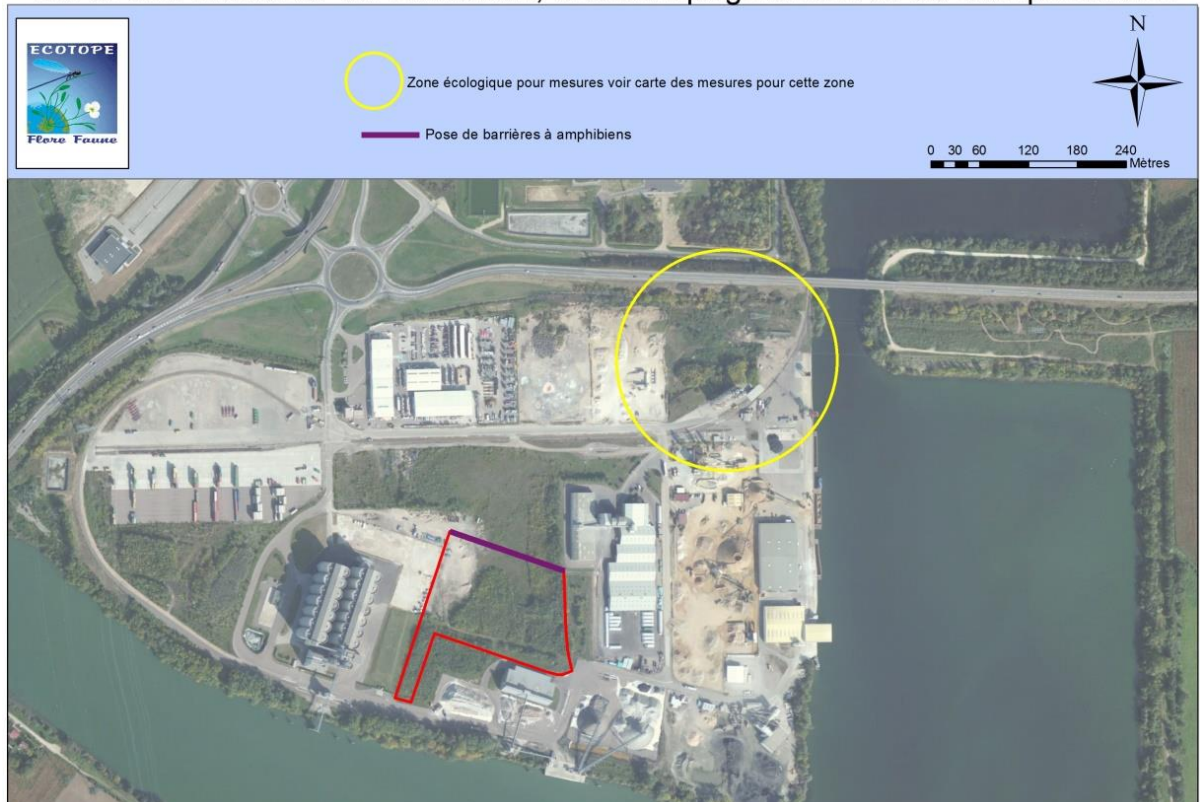 ECOTOPE
Flore Faune
Zone écologique pour mesures voir carte des mesures pour cette zone
Pose de barrières à amphibiens
N
0 30 60 120 180 240
Mètres